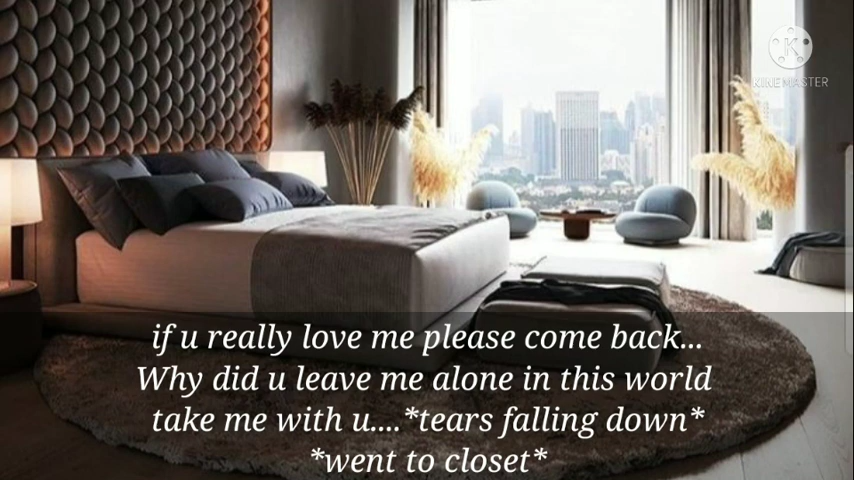 KINEMASTER
if u really love me please come back...
Why did u leave me alone in this world
take me with u....*tears falling down*
*went to closet*